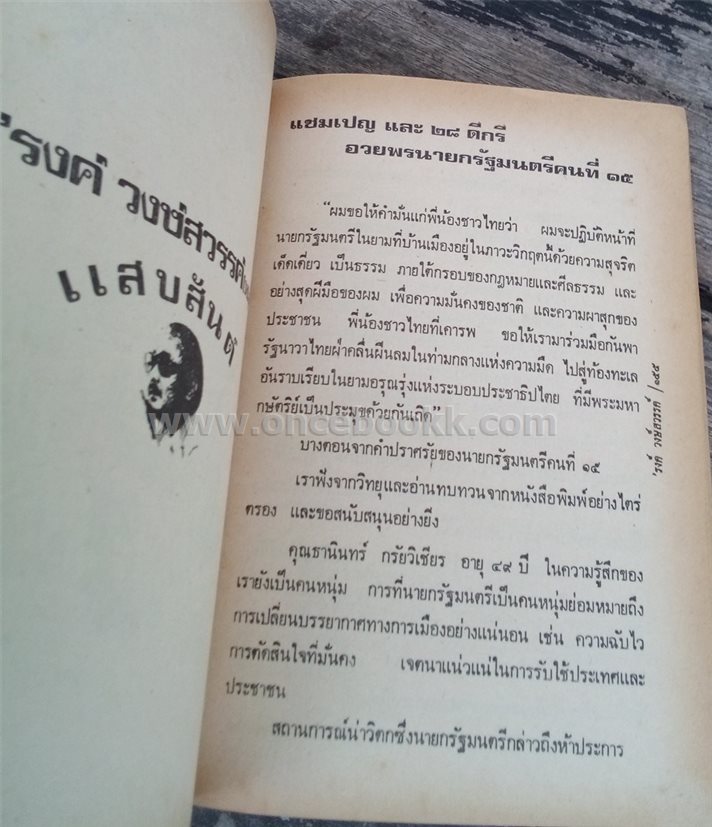 'รงค์ วงษ์สวรรค์
แสบสันต์
แชมเปญ และ ๒๘ ดีกรี
อวยพรนายกรัฐมนตรีคนที่ ๑๕
"ผมขอให้คำมั่นแก่พี่น้องชาวไทยว่า ผมจะปฏิบัติหน้าที่
นายกรัฐมนตรีในยามที่บ้านเมืองอยู่ในภาวะวิกฤตนี้ด้วยความสุจริต
เด็ดเดี่ยว เป็นธรรม ภายใต้กรอบของกฎหมายและศีลธรรม และ
อย่างสุดฝีมือของผม เพื่อความมั่นคงของชาติ และความผาสุกของ
ประชาชน พี่น้องชาวไทยที่เคารพ ขอให้เรามาร่วมมือกันพา
รัฐนาวาไทยฝ่าคลื่นฝืนลมในท่ามกลางแห่งความมืด ไปสู่ท้องทะเล
อันราบเรียบในยามอรุณรุ่งแห่งระบอบประชาธิปไตย ที่มีพระมหา
กษัตริย์เป็นประมุขด้วยกันเถิด"
บางตอนจากคำปราศรัยของนายกรัฐมนตรีคนที่ ๑๕
เราฟังจากวิทยุและอ่านทบทวนจากหนังสือพิมพ์อย่างไตร่
ตรอง และขอสนับสนุนอย่างยิ่ง
คุณธานินทร์ กรัยวิเชียร อายุ ๔๙ ปี ในความรู้สึกของ
เรายังเป็นคนหนุ่ม การที่นายกรัฐมนตรีเป็นคนหนุ่มย่อมหมายถึง
การเปลี่ยนบรรยากาศทางการเมืองอย่างแน่นอน เช่น ความฉับไว
การตัดสินใจที่มั่นคง เจตนาแน่วแน่ในการรับใช้ประเทศและ
ประชาชน
สถานการณ์น่าวิตกซึ่งนายกรัฐมนตรีกล่าวถึงห้าประการ
'รงค์ วงษ์สวรรค์ /๑๕๕
www.oncebookk.com